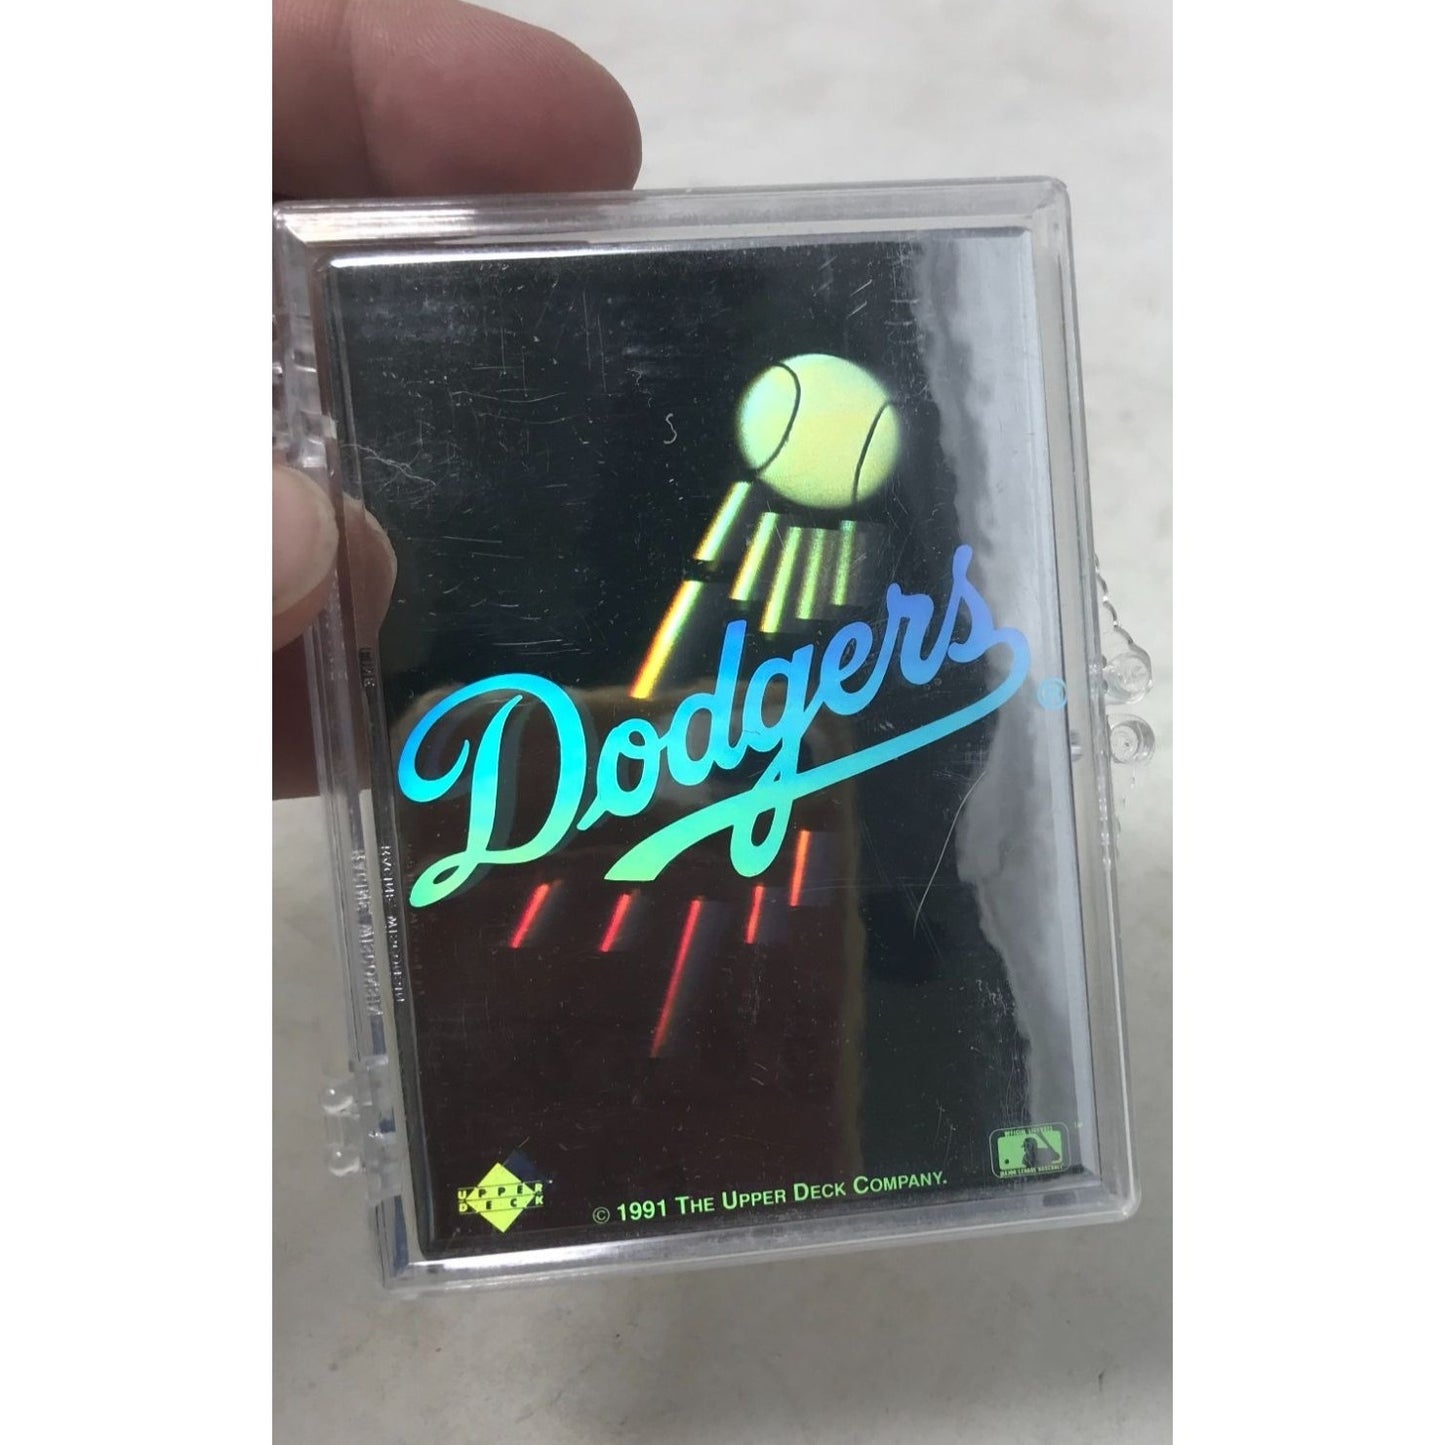 Dodgers®
UPPER
DECK
© 1991 THE UPPER DECK COMPANY.